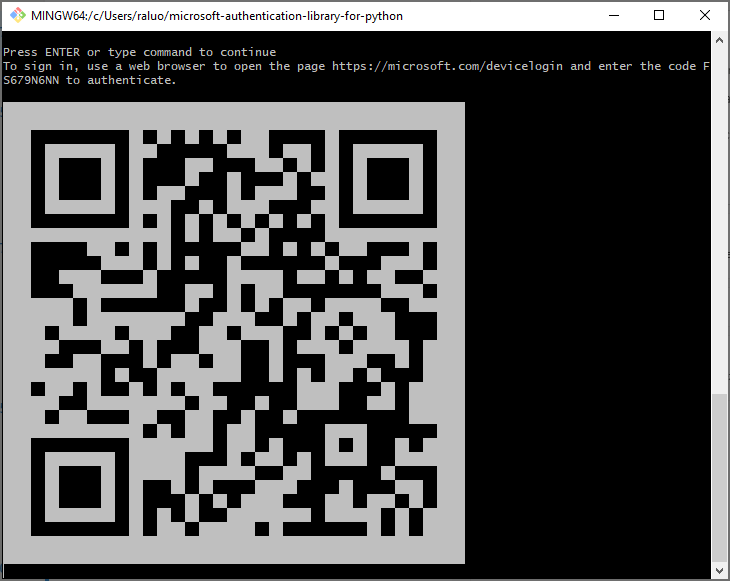 MINGW64:/c/Users/raluo/microsoft-authentication-library-for-python
Press ENTER or type command to continue
To sign in, use a web browser to open the page https://microsoft.com/devicelogin and enter the code F
S679N6NN to authenticate.